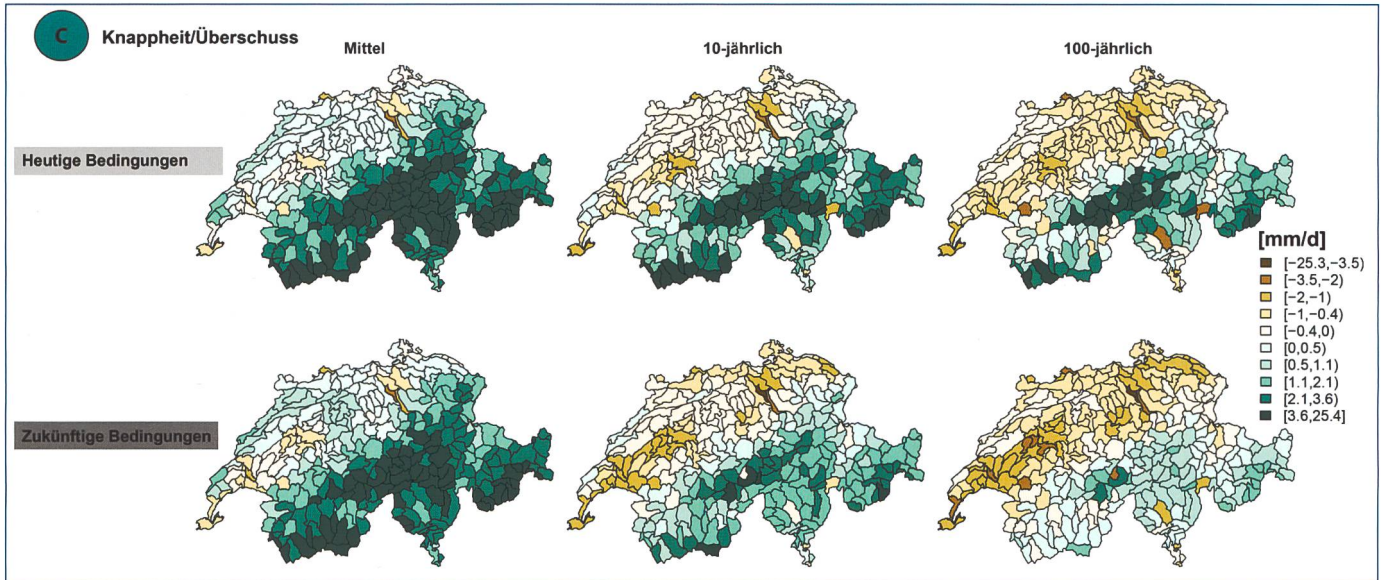 C Knappheit/Überschuss
Mittel 10-jährlich 100-jährlich
Heutige Bedingungen
Zukünftige Bedingungen
[mm/d]
[−25.3,−3.5)
[−3.5,−2)
[−2,−1)
[−1,−0.4)
[−0.4,0)
[0,0.5)
[0.5,1.1)
[1.1,2.1)
[2.1,3.6)
[3.6,25.4]